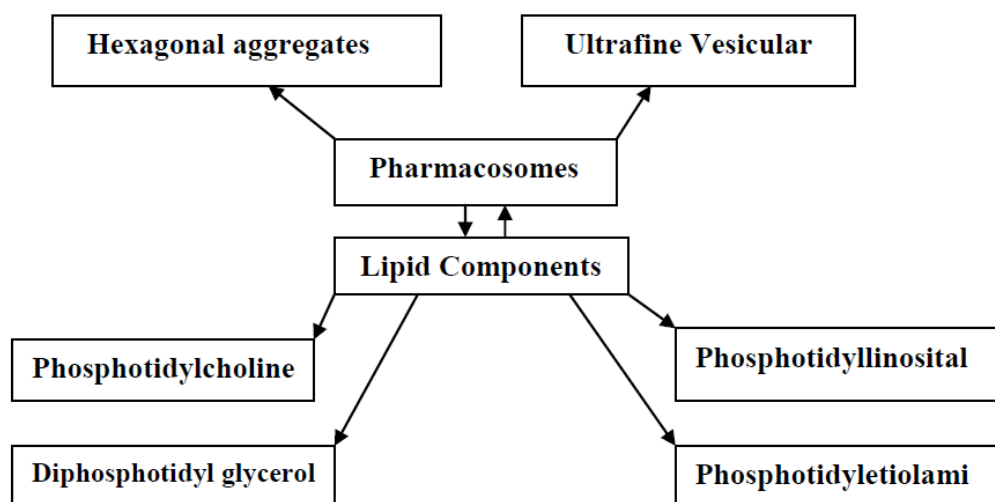 Hexagonal aggregates
Ultrafine Vesicular
Pharmacosomes
Lipid Components
Phosphotidylcholine
Phosphotidyllinosital
Diphosphotidyl glycerol
Phosphotidyletiolami